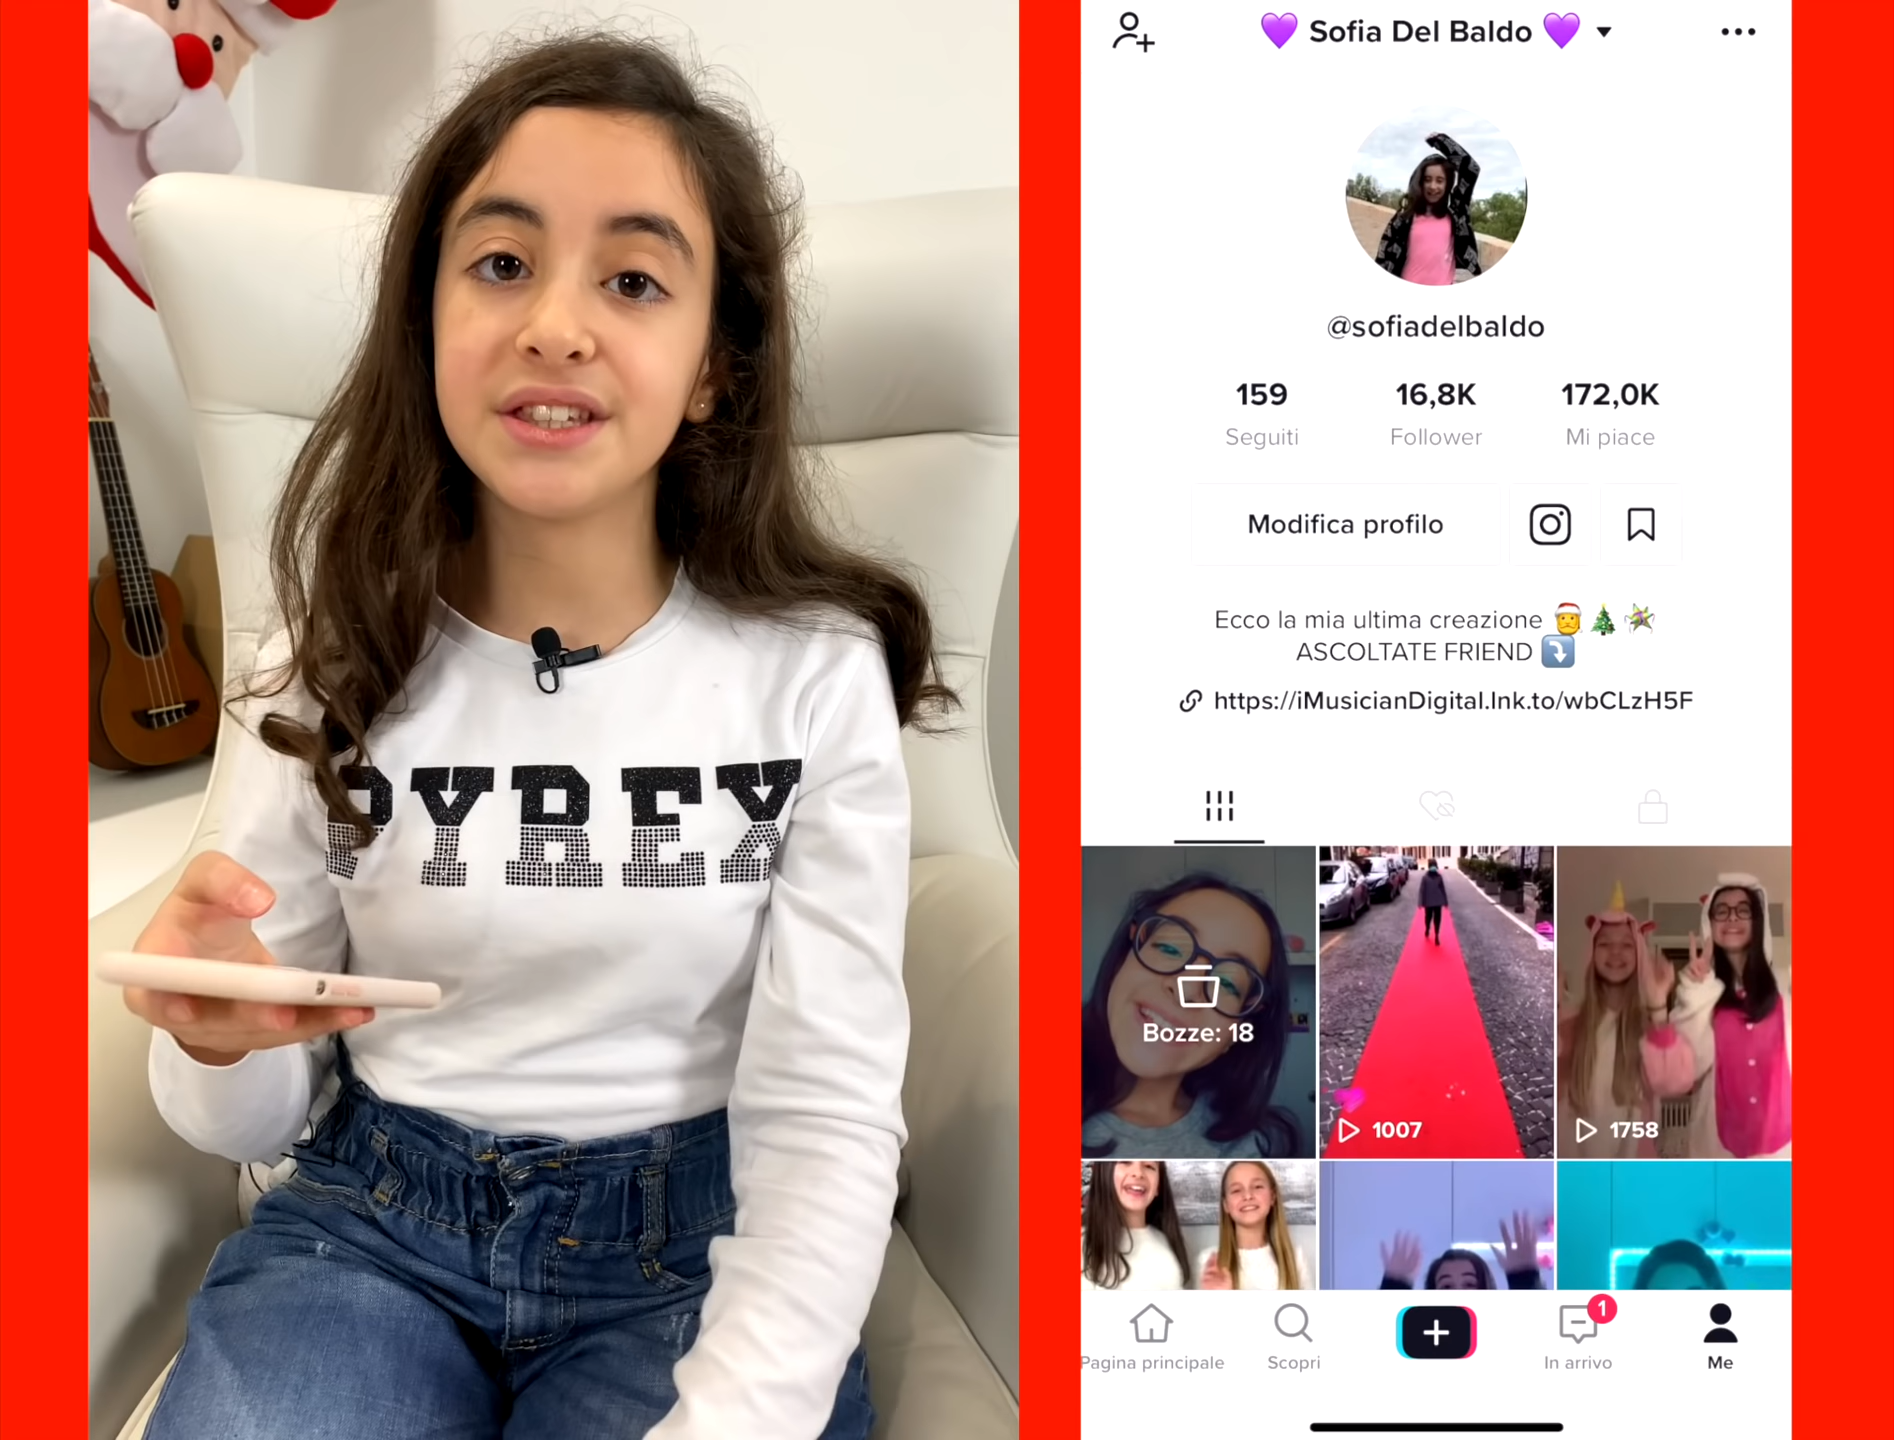 PYREX
💜 Sofia Del Baldo 💜
@sofiadelbaldo
159 16,8K 172,0K
Seguiti Follower Mi piace
Modifica profilo
Ecco la mia ultima creazione 🎅🎄🌟
ASCOLTATE FRIEND ⤵️
https://iMusicianDigital.lnk.to/wbCLzH5F
Bozze: 18
1007
1758
1
Pagina principale Scopri In arrivo Me